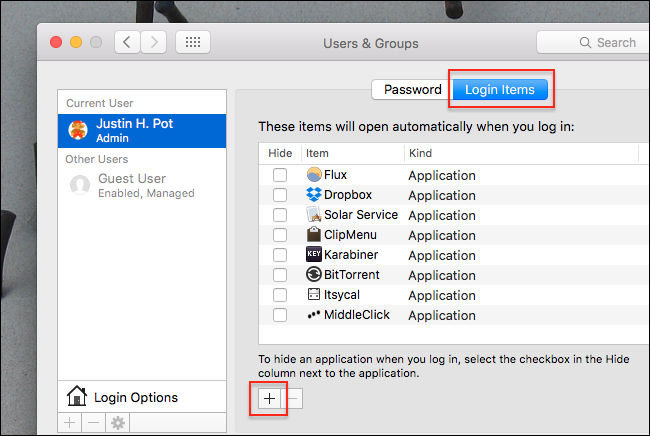 Users & Groups
Search
Password
Login Items
Current User
Justin H. Pot
Admin
Other Users
Guest User
Enabled, Managed
Login Options
These items will open automatically when you log in:
Hide Item Kind
Flux Application
Dropbox Application
Solar Service Application
ClipMenu Application
KEY Karabiner Application
BitTorrent Application
Itsycal Application
MiddleClick Application
To hide an application when you log in, select the checkbox in the Hide
column next to the application.